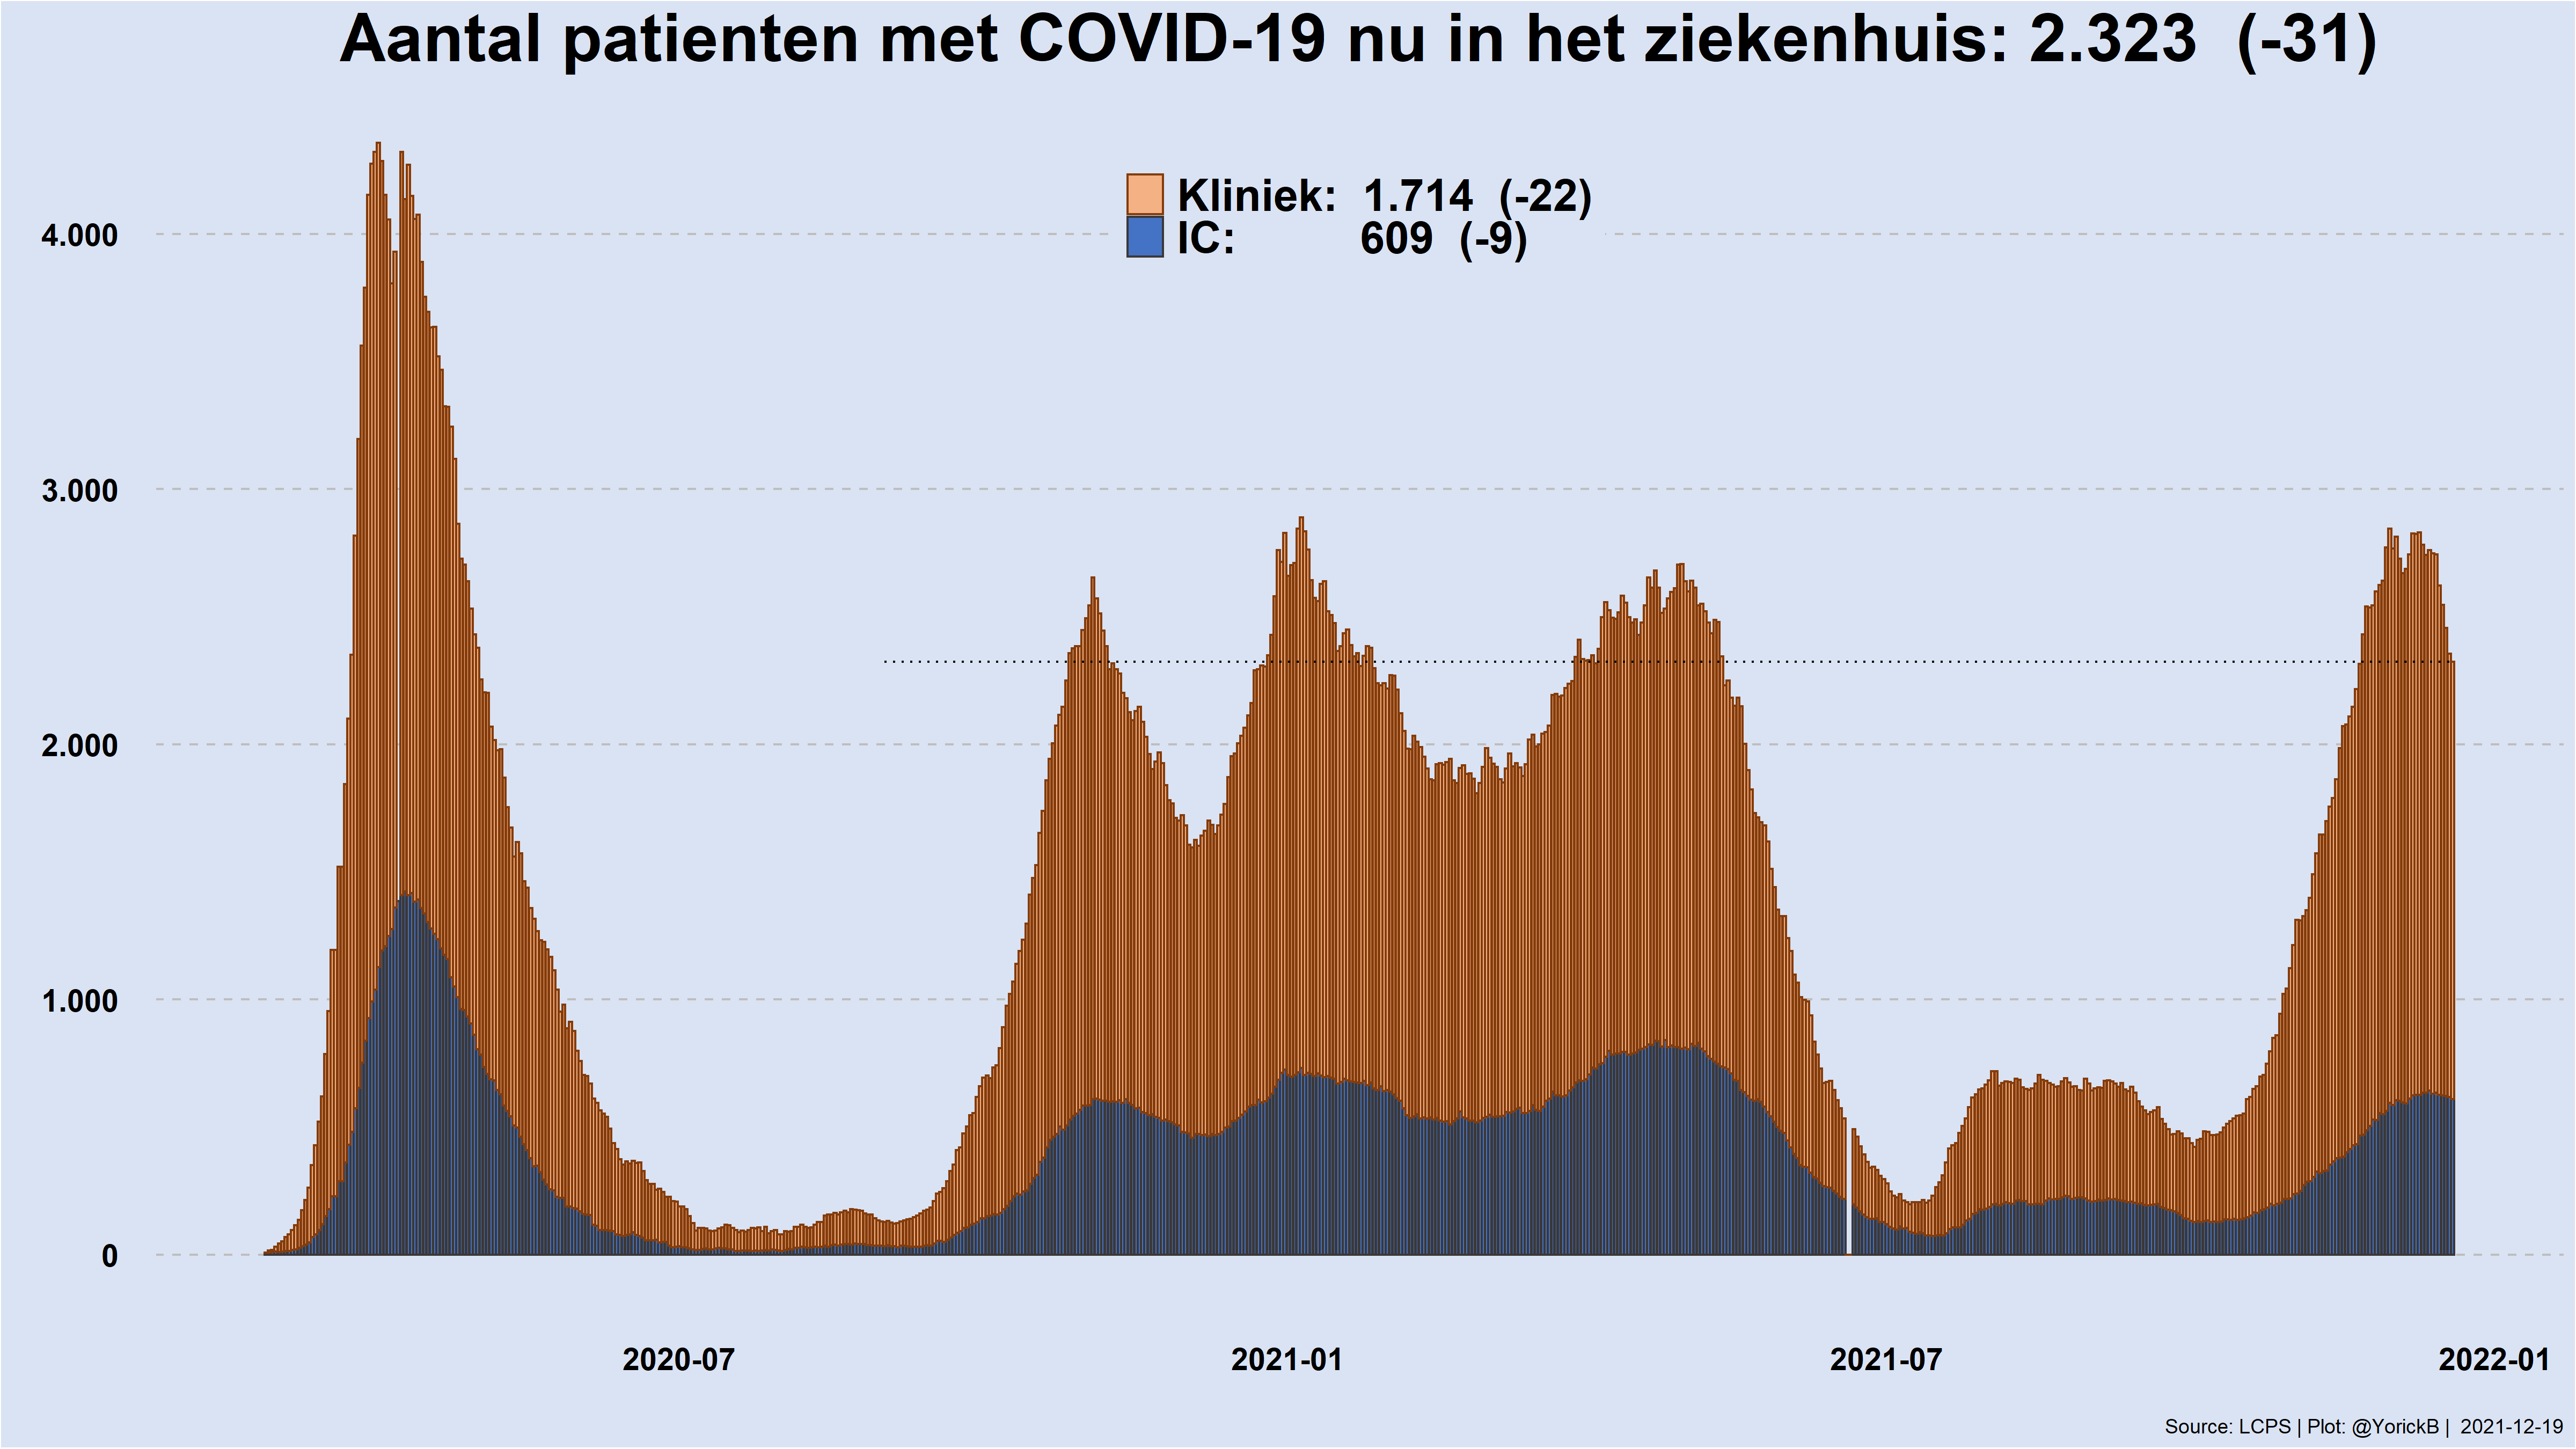 Aantal patienten met COVID-19 nu in het ziekenhuis: 2.323 (-31)
Kliniek: 1.714 (-22)
IC: 609 (-9)
4.000
3.000
2.000
1.000
0
2020-07 2021-01 2021-07 2022-01
Source: LCPS | Plot: @YorickB | 2021-12-19